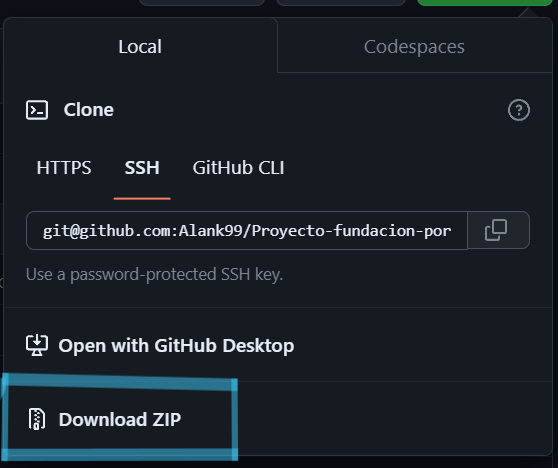 Local
Codespaces
Clone
HTTPS
SSH
GitHub CLI
git@github.com:Alank99/Proyecto-fundacion-por
Use a password-protected SSH key.
Open with GitHub Desktop
Download ZIP